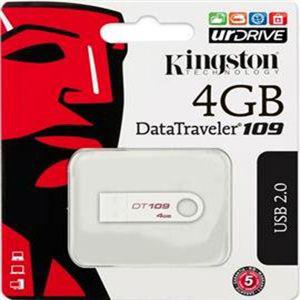 urDRIVE
Kingston
TECHNOLOGY
4GB
DataTraveler 109
DT109
4GB
USB 2.0
5